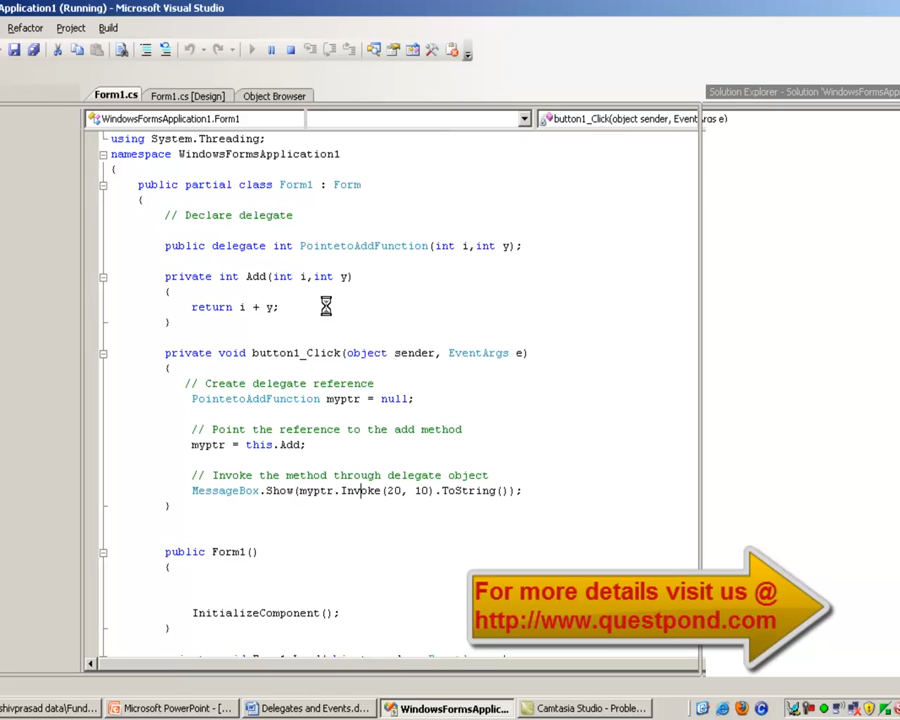 Application1 (Running) - Microsoft Visual Studio
Refactor Project Build
Form1.cs Form1.cs [Design] Object Browser
Solution Explorer - Solution 'WindowsFormsApp
WindowsFormsApplication1.Form1 button1_Click(object sender, EventArgs e)
using System.Threading;
namespace WindowsFormsApplication1
{
public partial class Form1 : Form
{
// Declare delegate
public delegate int PointetoAddFunction(int i,int y);
private int Add(int i,int y)
{
return i + y;
}
private void button1_Click(object sender, EventArgs e)
{
// Create delegate reference
PointetoAddFunction myptr = null;
// Point the reference to the add method
myptr = this.Add;
// Invoke the method through delegate object
MessageBox.Show(myptr.Invoke(20, 10).ToString());
}
public Form1()
{
InitializeComponent();
}
For more details visit us @
http://www.questpond.com
shivprasad data\Fund... Microsoft PowerPoint - [... Delegates and Events.d... WindowsFormsApplic... Camtasia Studio - Proble...